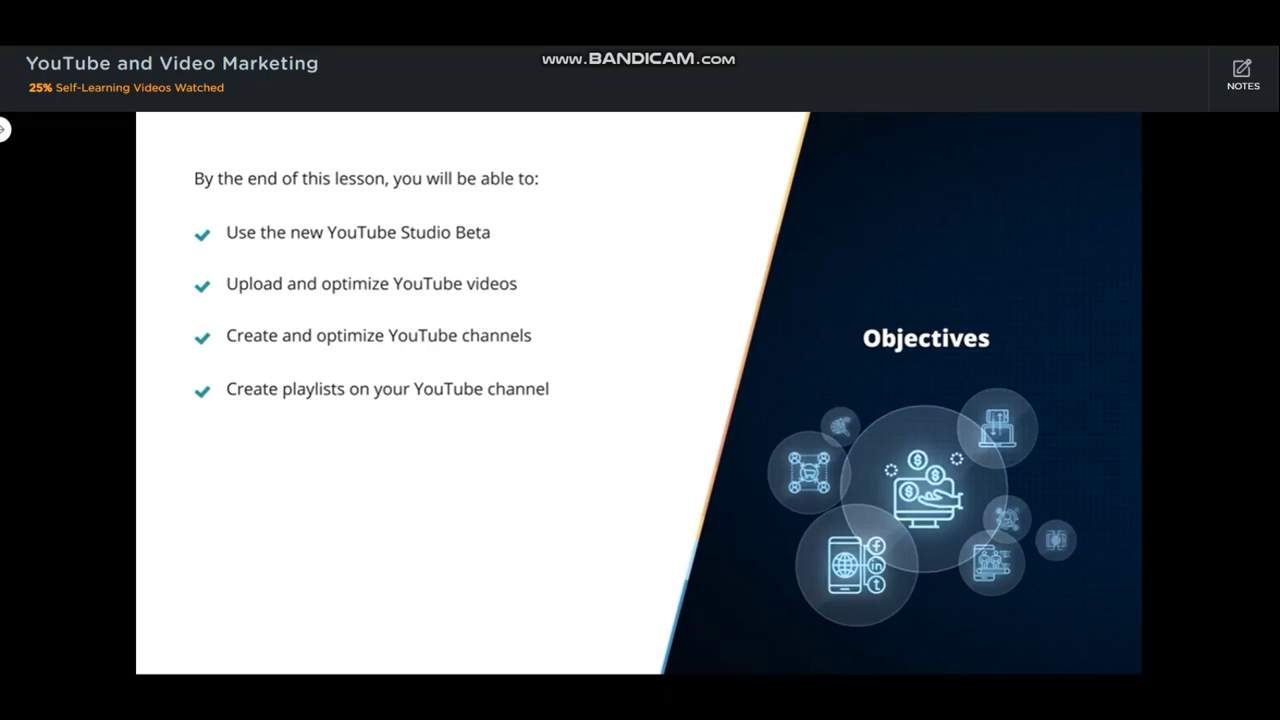 www.BANDICAM.com
YouTube and Video Marketing
25% Self-Learning Videos Watched
NOTES
By the end of this lesson, you will be able to:
Use the new YouTube Studio Beta
Upload and optimize YouTube videos
Create and optimize YouTube channels
Create playlists on your YouTube channel
Objectives